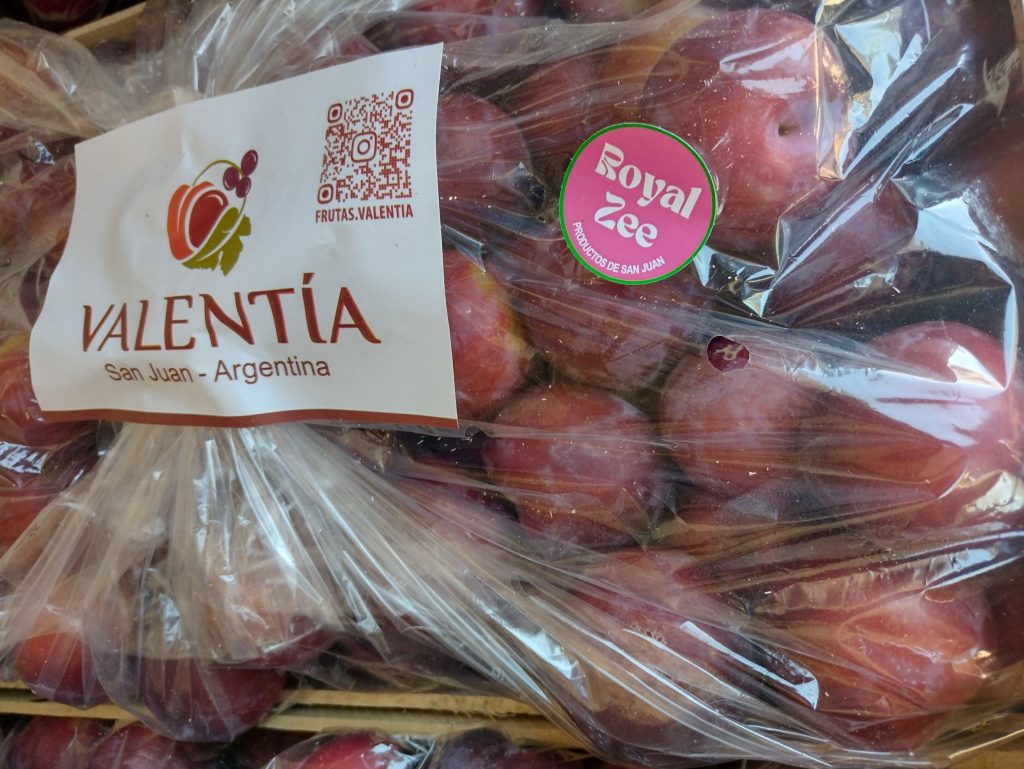 FRUTAS.VALENTIA
VALENTÍA
San Juan - Argentina
Royal
Zee
PRODUCTOS DE SAN JUAN